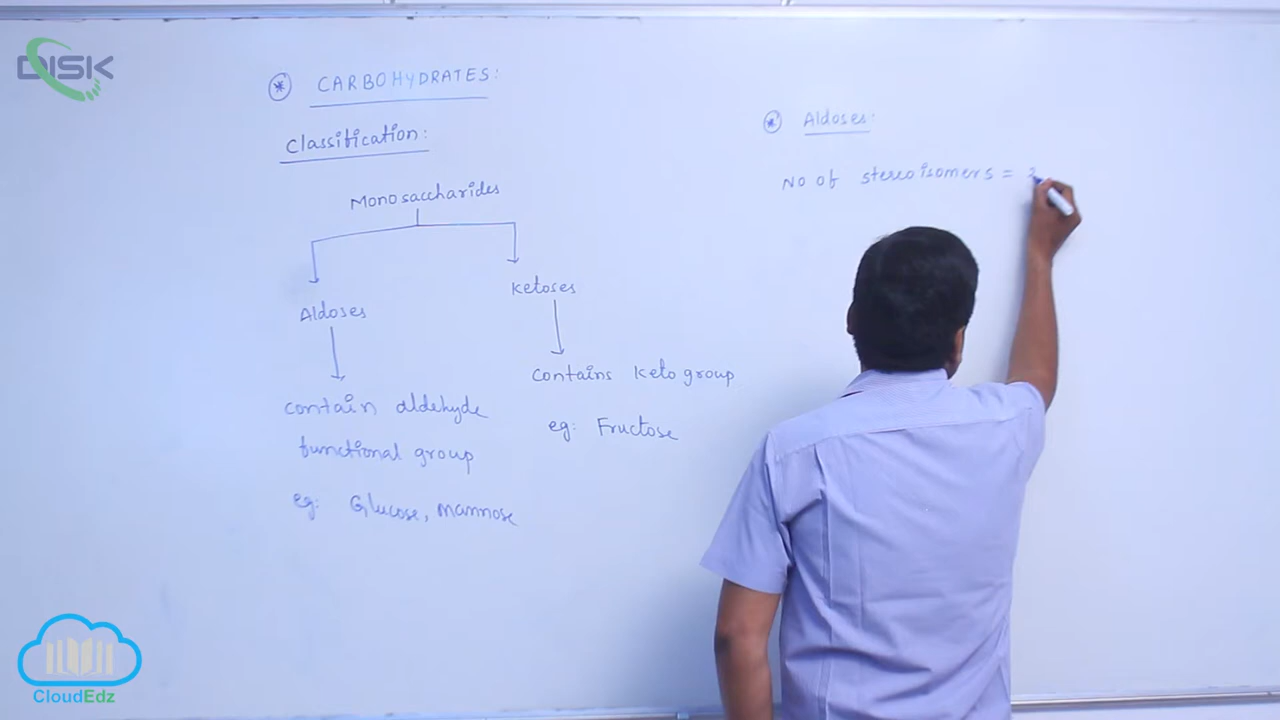 DISK
* CARBOHYDRATES:
Classification:
Monosaccharides
Aldoses
Ketoses
contain aldehyde
functional group
eg: Glucose, mannose
contains keto group
eg: Fructose
* Aldoses:
No of stereoisomers =
CloudEdz